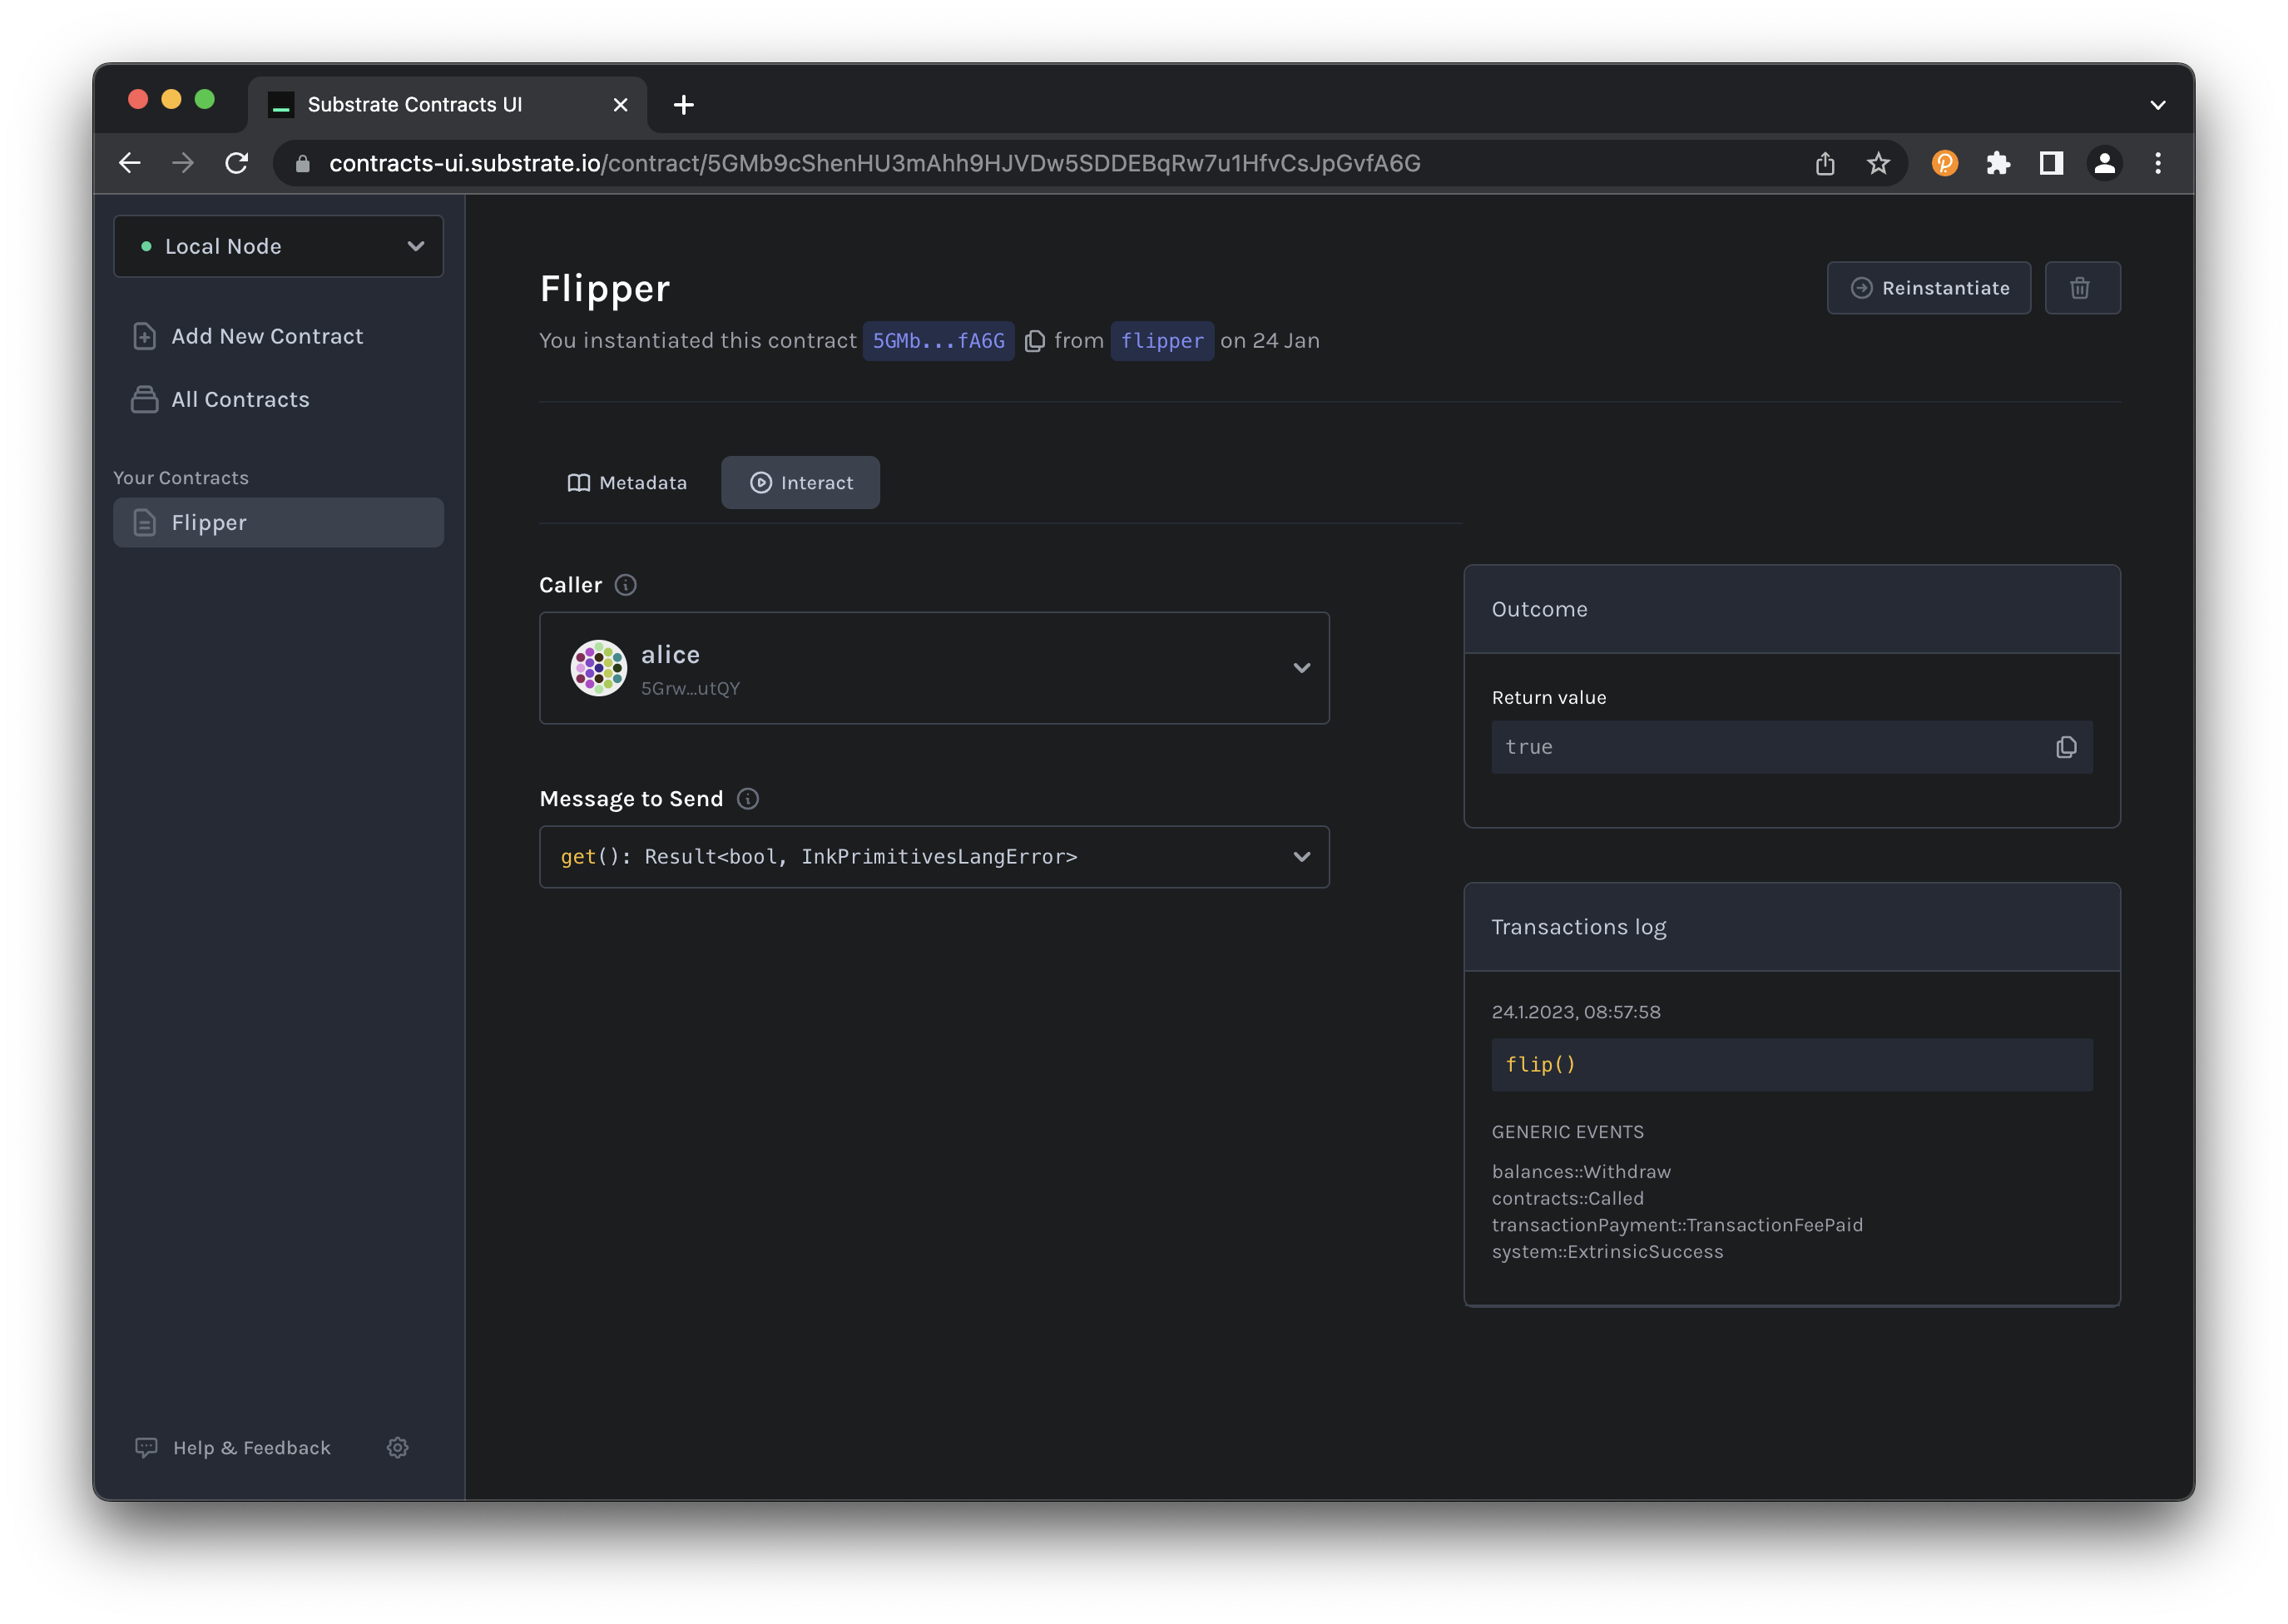 Substrate Contracts UI
contracts-ui.substrate.io/contract/5GMb9cShenHU3mAhh9HJVDw5SDDEBqRw7u1HfvCsJpGvfA6G
Local Node
Add New Contract
All Contracts
Your Contracts
Flipper
Help & Feedback
Flipper
Reinstantiate
You instantiated this contract 5GMb...fA6G from flipper on 24 Jan
Metadata
Interact
Caller
alice
5Grw...utQY
Message to Send
get(): Result<bool, InkPrimitivesLangError>
Outcome
Return value
true
Transactions log
24.1.2023, 08:57:58
flip()
GENERIC EVENTS
balances::Withdraw
contracts::Called
transactionPayment::TransactionFeePaid
system::ExtrinsicSuccess